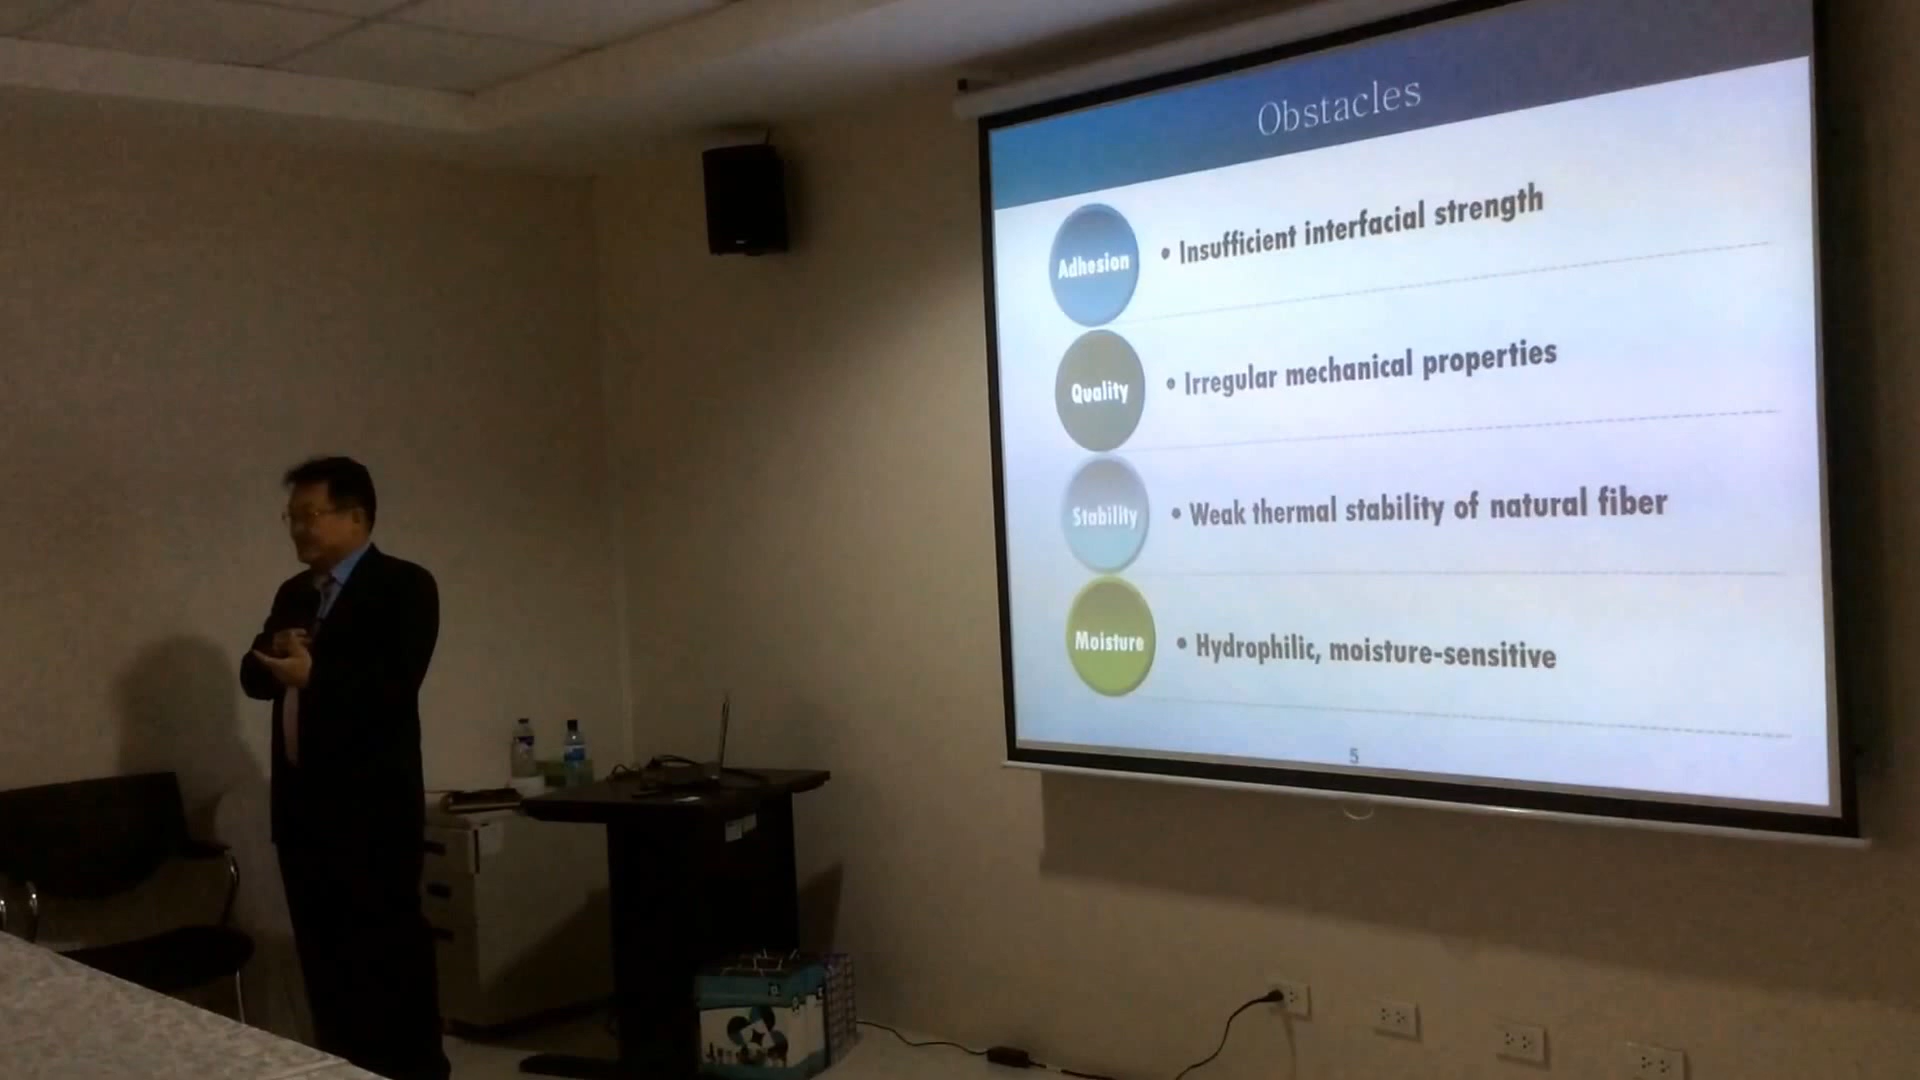 Obstacles
Adhesion
• Insufficient interfacial strength
Quality
• Irregular mechanical properties
Stability
• Weak thermal stability of natural fiber
Moisture
• Hydrophilic, moisture-sensitive
5